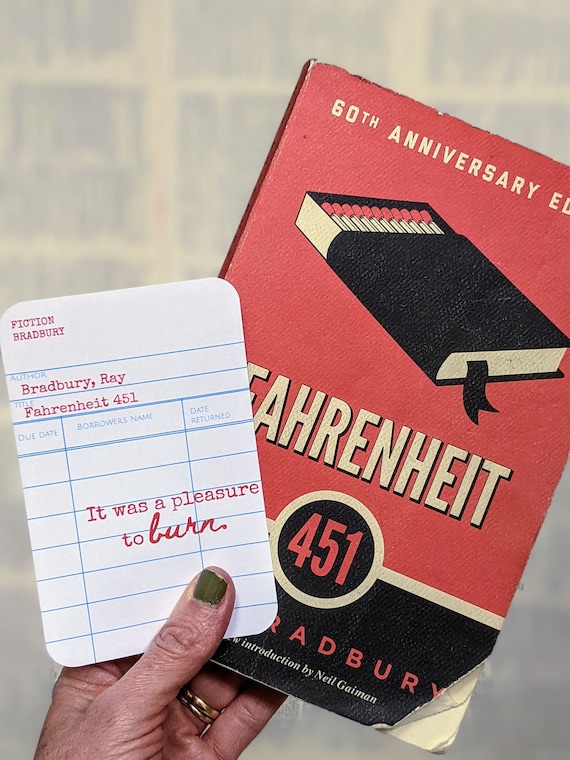 FICTION
BRADBURY
AUTHOR
Bradbury, Ray
TITLE
Fahrenheit 451
DUE DATE
BORROWERS NAME
DATE
RETURNED
It was a pleasure
to burn.
60TH ANNIVERSARY ED
FAHRENHEIT
451
RADBURY
introduction by Neil Gaiman